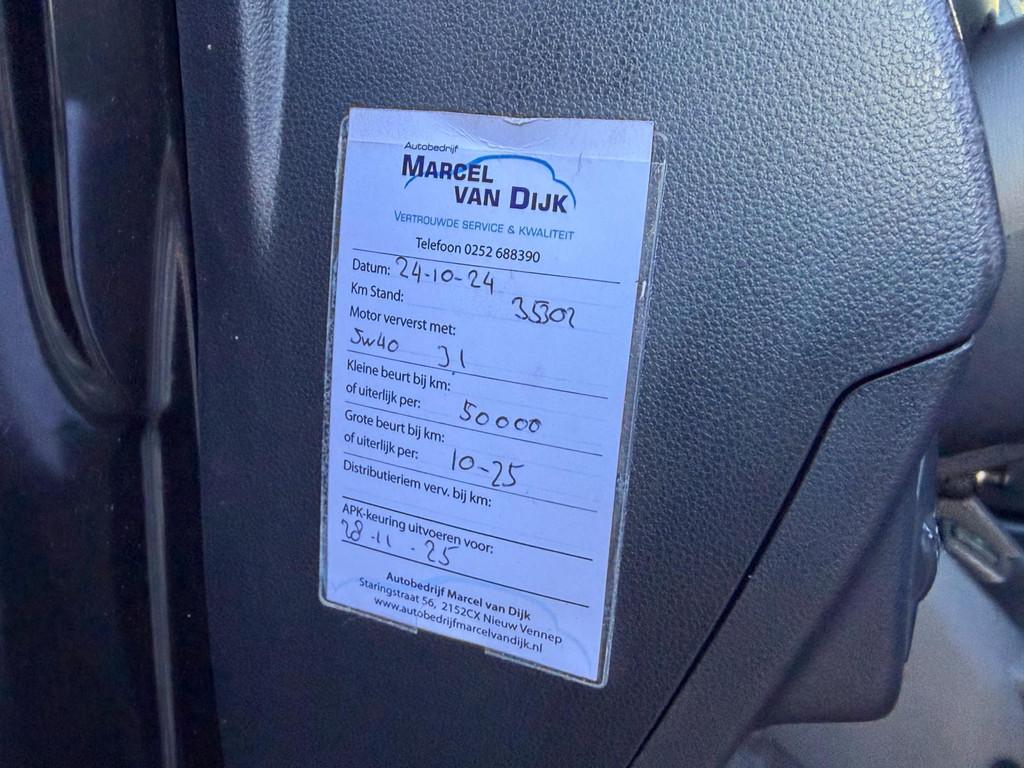 Autobedrijf
MARCEL
VAN DIJK
VERTROUWDE SERVICE & KWALITEIT
Telefoon 0252 688390
Datum: 24-10-24
Km Stand: 35302
Motor ververst met:
5w40 3l
Kleine beurt bij km:
of uiterlijk per: 50000
Grote beurt bij km:
of uiterlijk per: 10-25
Distributieriem verv. bij km:
APK-keuring uitvoeren voor:
28-11-25
Autobedrijf Marcel van Dijk
Staringstraat 56, 2152CX Nieuw Vennep
www.autobedrijfmarcelvandijk.nl